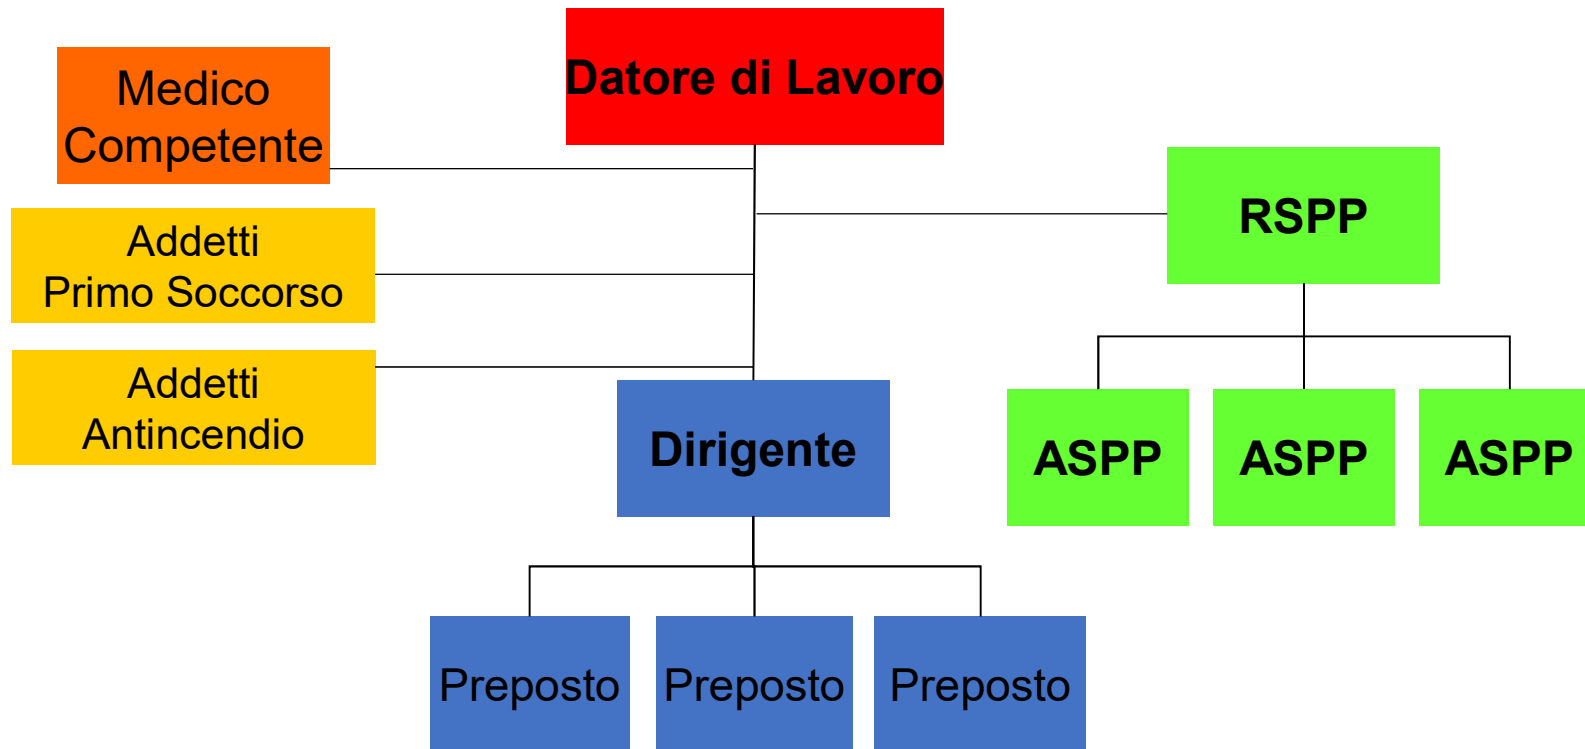 Datore di Lavoro
Medico
Competente
RSPP
Addetti
Primo Soccorso
Addetti
Antincendio
Dirigente
ASPP
ASPP
ASPP
Preposto
Preposto
Preposto